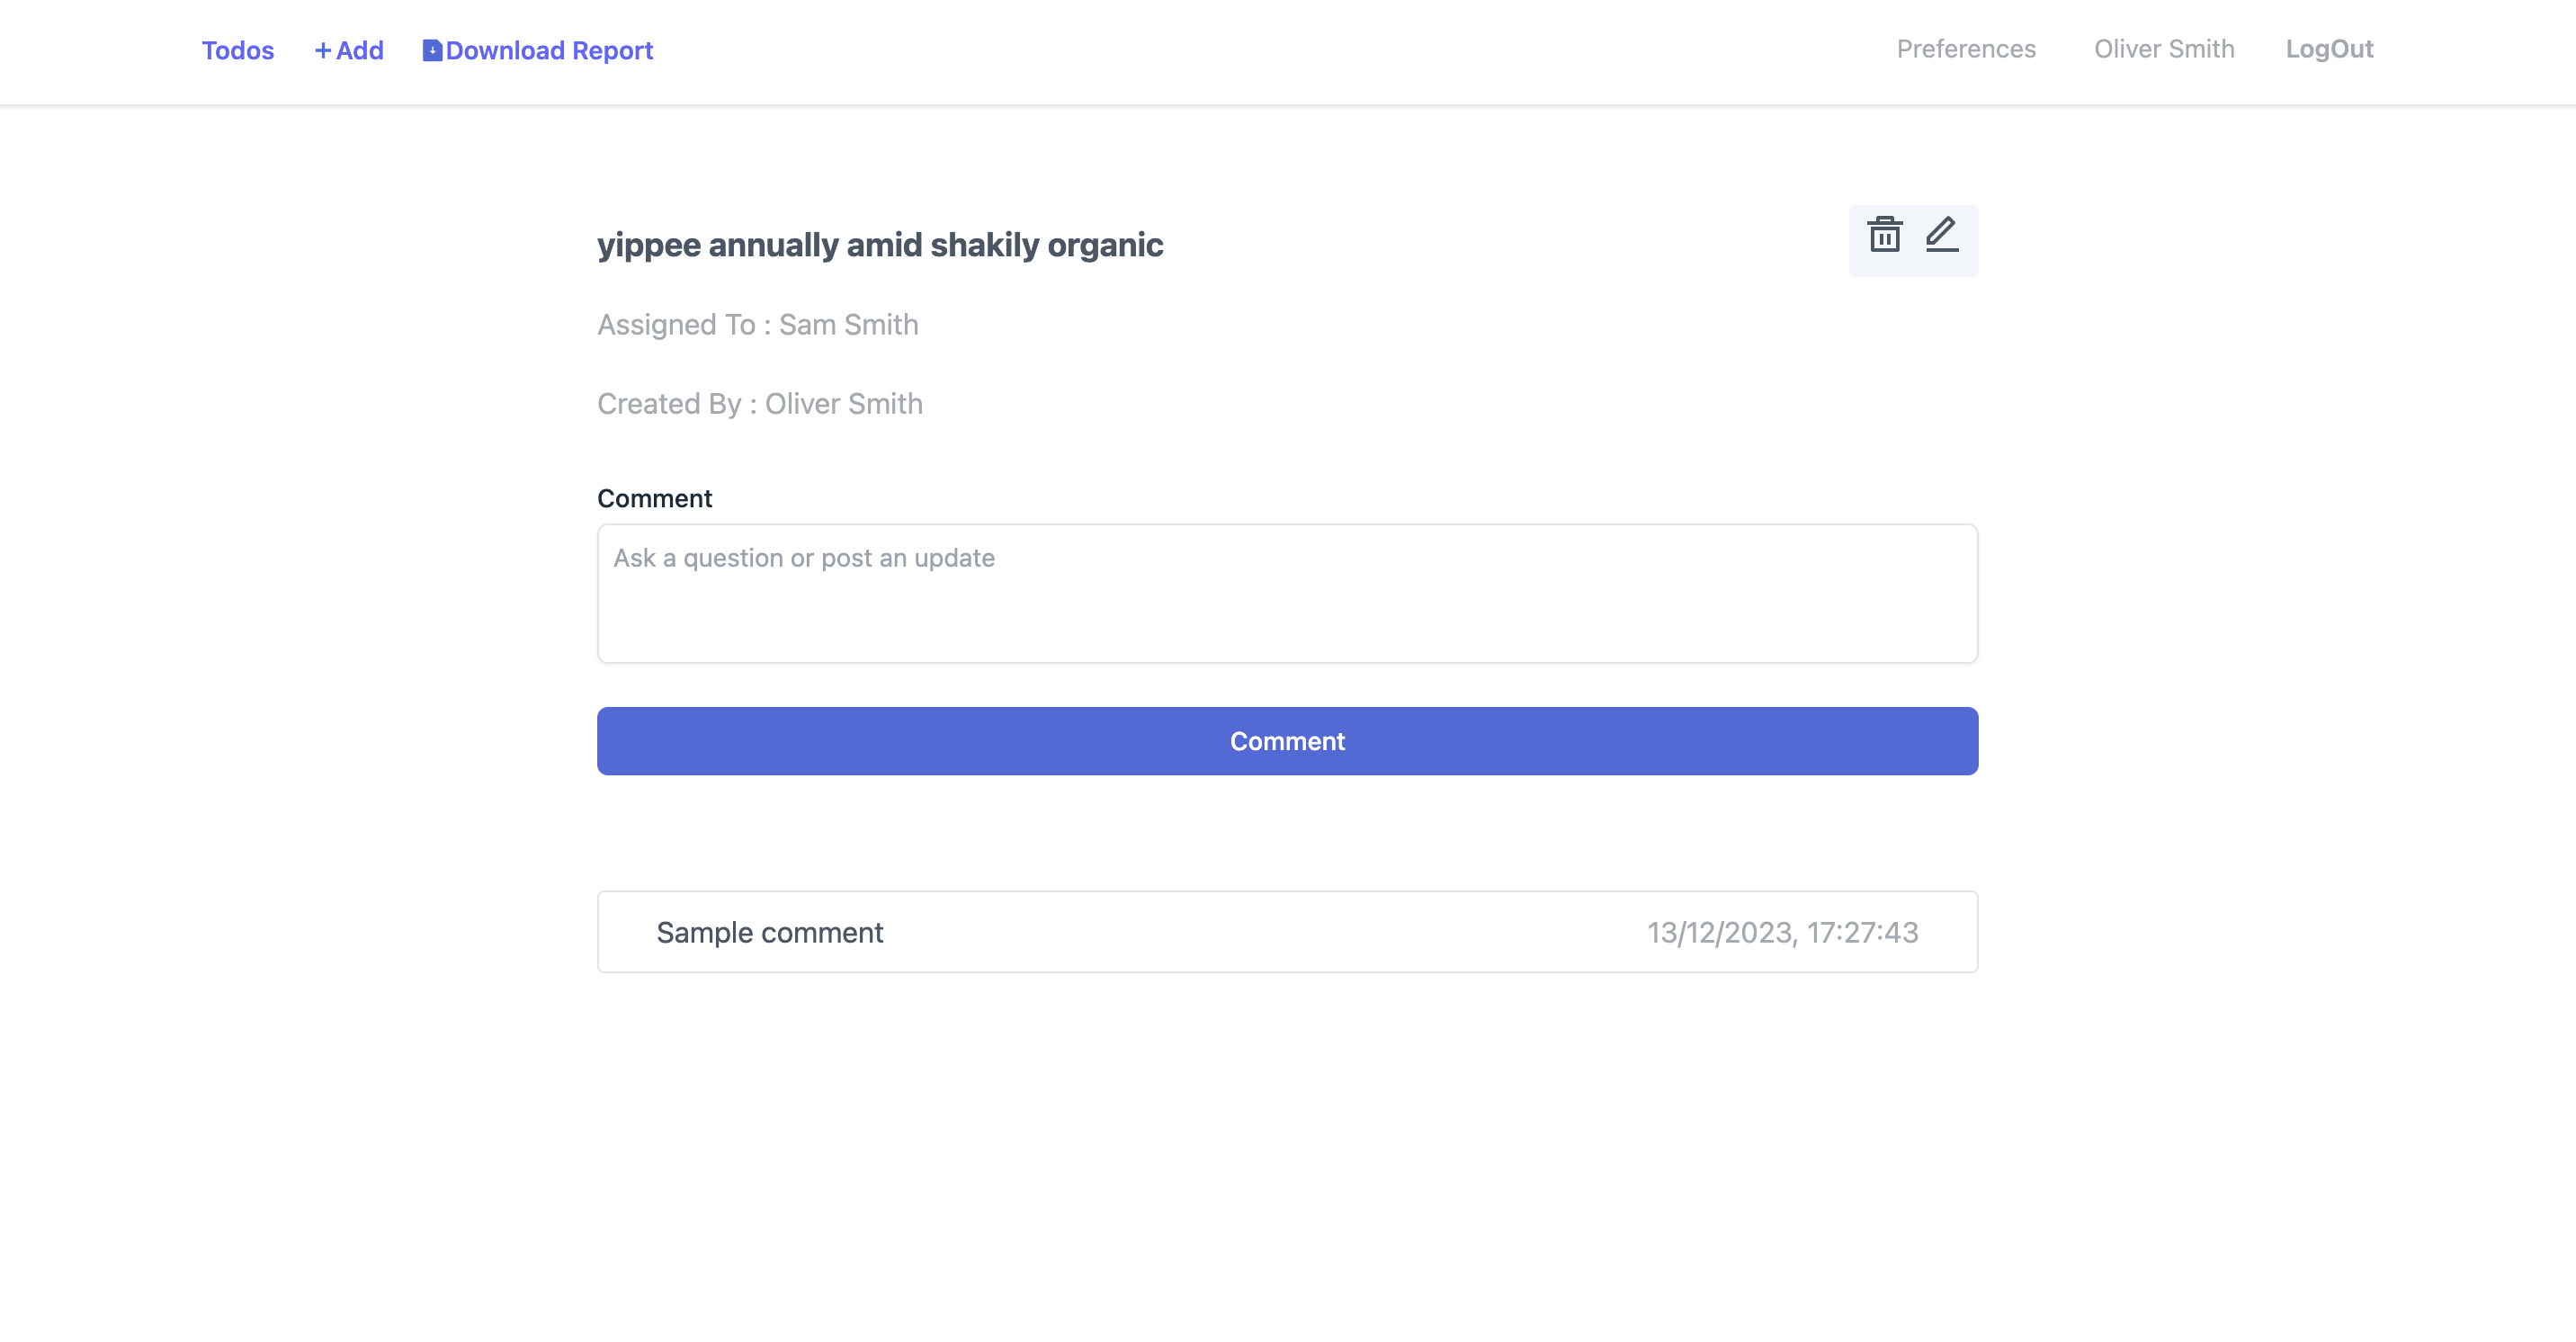 Todos + Add Download Report Preferences Oliver Smith LogOut
yippee annually amid shakily organic
Assigned To : Sam Smith
Created By : Oliver Smith
Comment
Ask a question or post an update
Comment
Sample comment 13/12/2023, 17:27:43